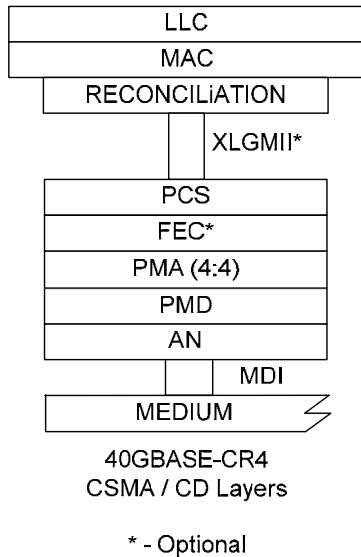 LLC
MAC
RECONCILiATION
XLGMII*
PCS
FEC*
PMA (4:4)
PMD
AN
MDI
MEDIUM
40GBASE-CR4
CSMA / CD Layers
* - Optional